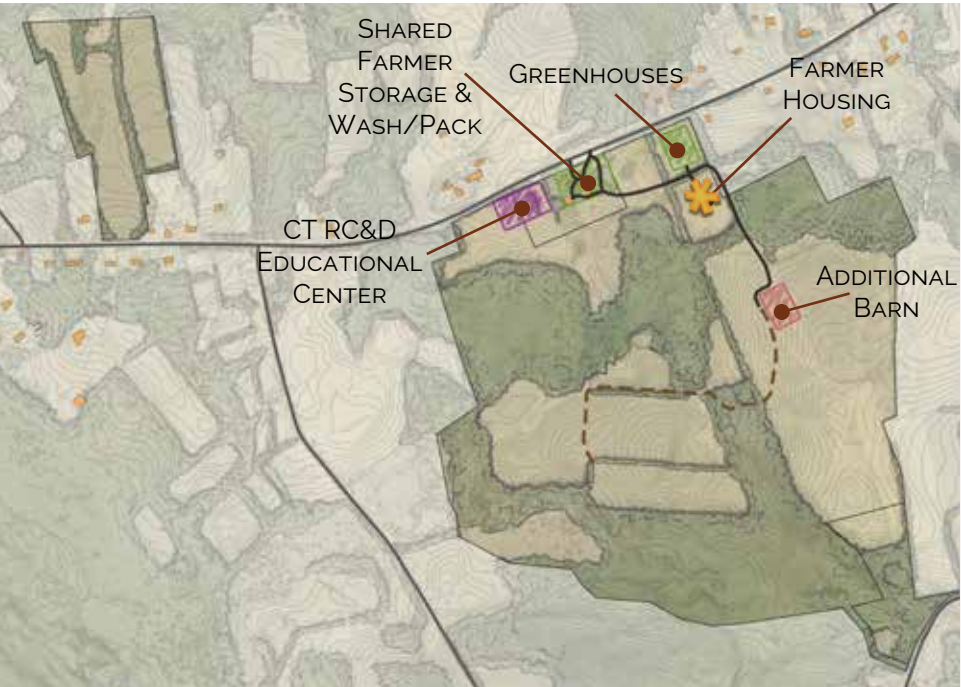 Shared
Farmer
Storage &
Wash/Pack
Greenhouses
Farmer
Housing
CT RC&D
Educational
Center
Additional
Barn